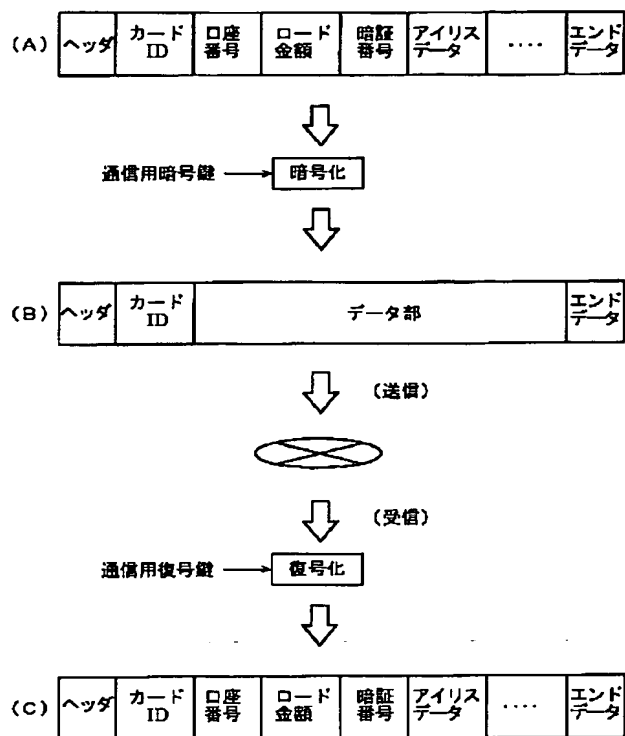 (A) ヘッダ カード ID 口座 番号 ロード 金額 暗証 番号 アイリス データ ‥‥ エンド データ
通信用暗号鍵 暗号化
(B) ヘッダ カード ID データ部 エンド データ
(送信)
(受信)
通信用復号鍵 復号化
(C) ヘッダ カード ID 口座 番号 ロード 金額 暗証 番号 アイリス データ ‥‥ エンド データ